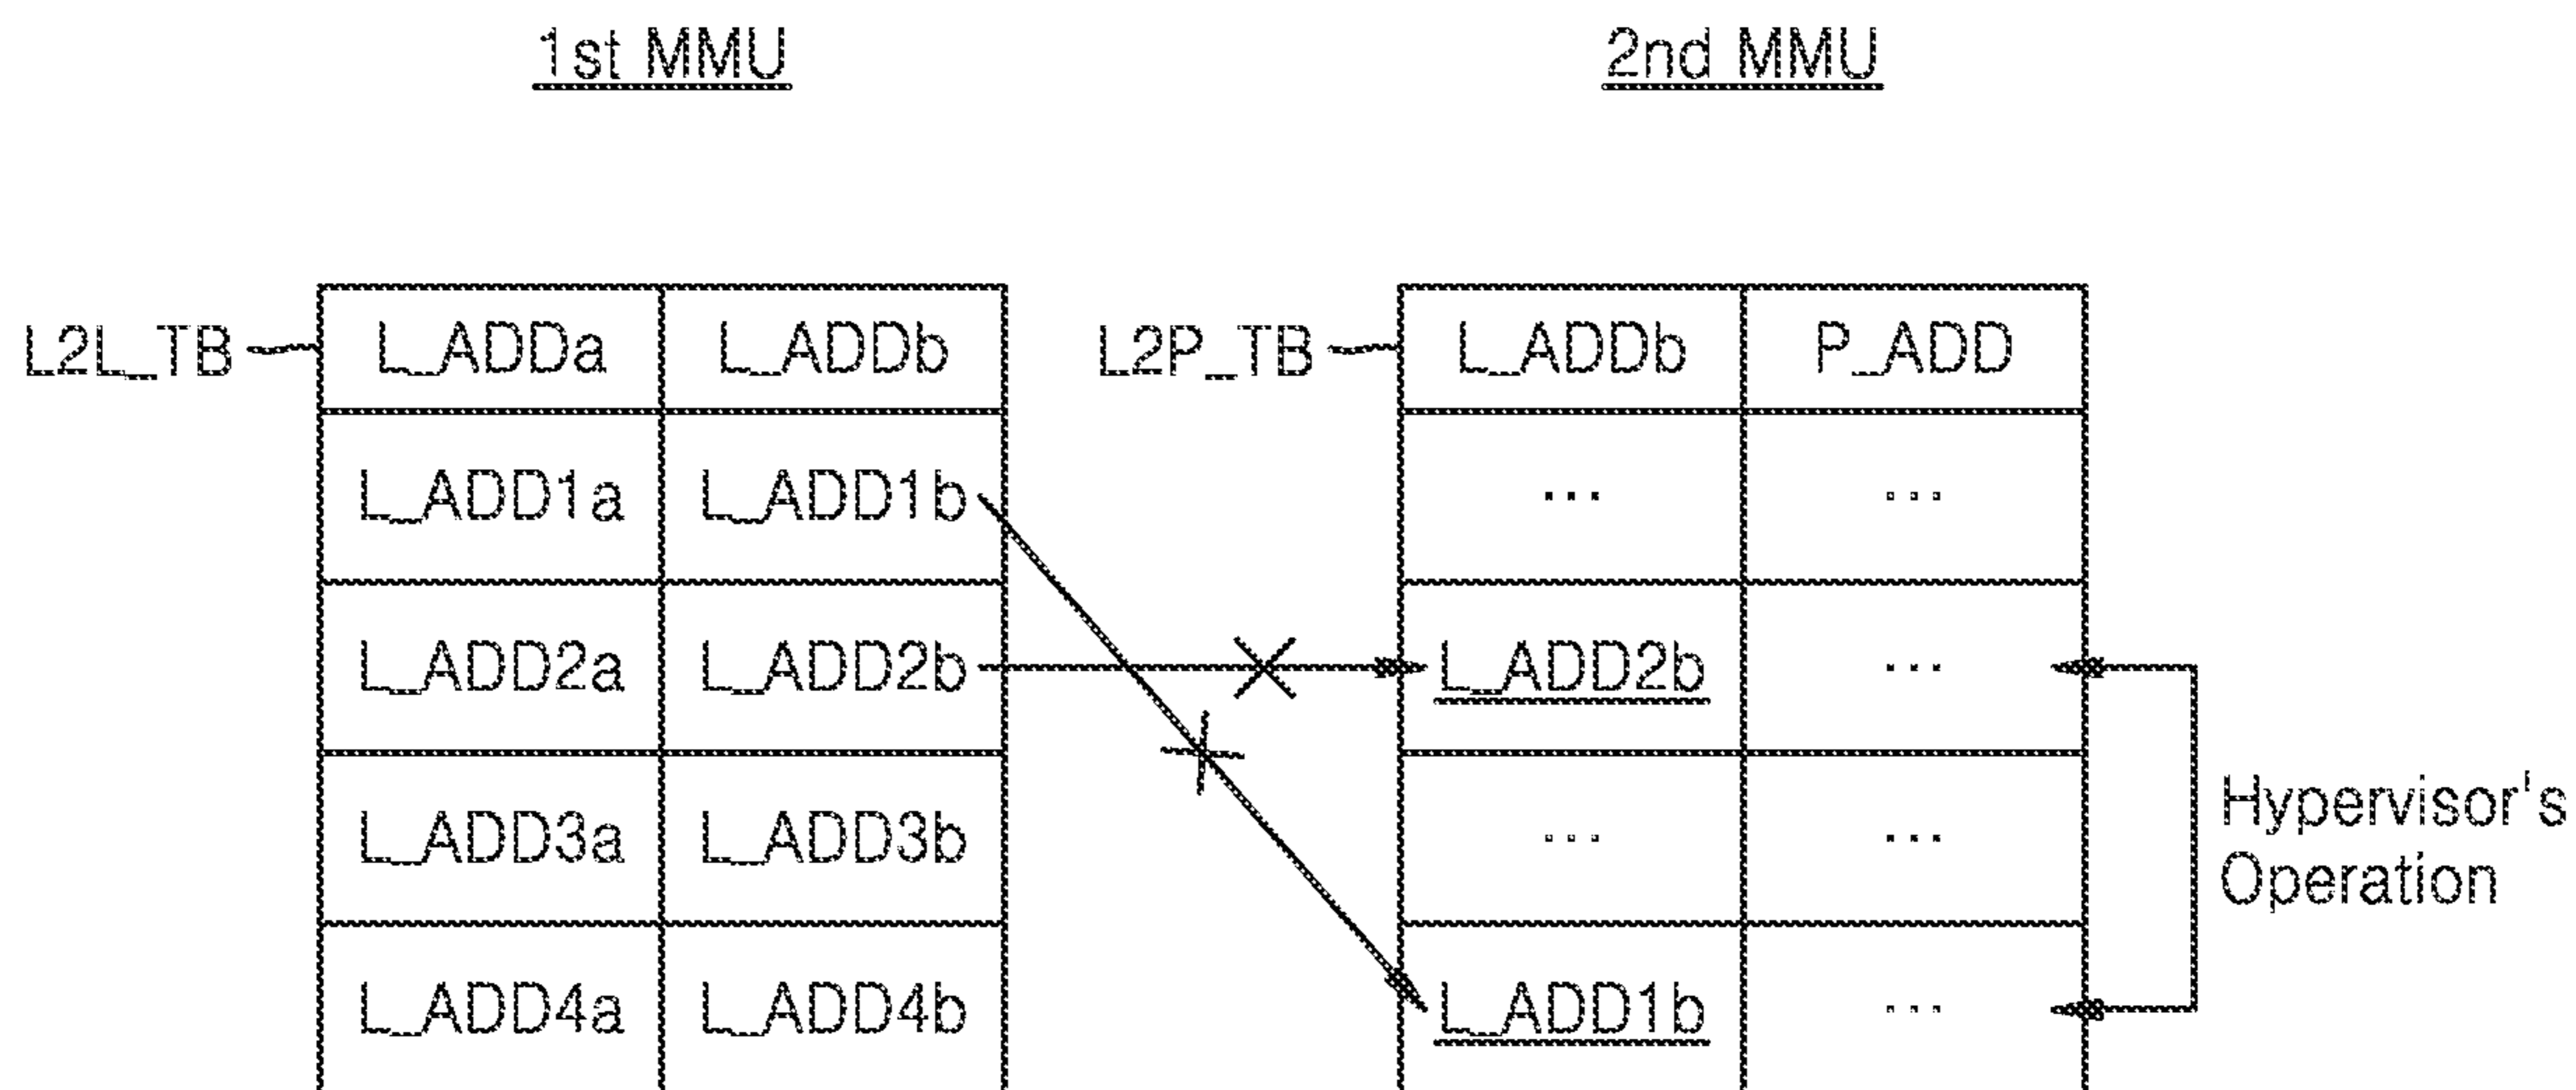 1st MMU 2nd MMU
L2L_TB L_ADDa L_ADDb L2P_TB L_ADDb P_ADD
L_ADD1a L_ADD1b ... ...
L_ADD2a L_ADD2b L_ADD2b ...
L_ADD3a L_ADD3b ... ...
Hypervisor's
Operation
L_ADD4a L_ADD4b L_ADD1b ...